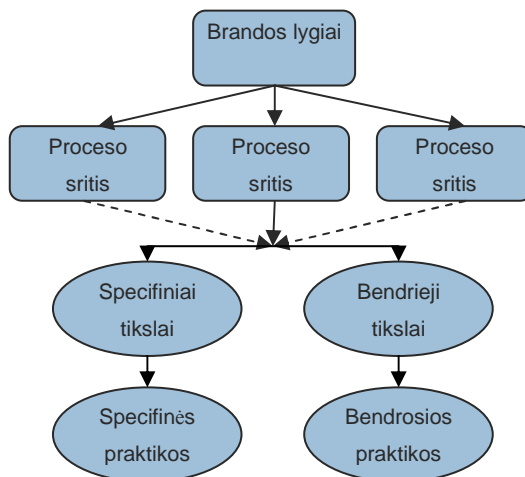 Brandos lygiai
Proceso
sritis
Proceso
sritis
Proceso
sritis
Specifiniai
tikslai
Bendrieji
tikslai
Specifinės
praktikos
Bendrosios
praktikos